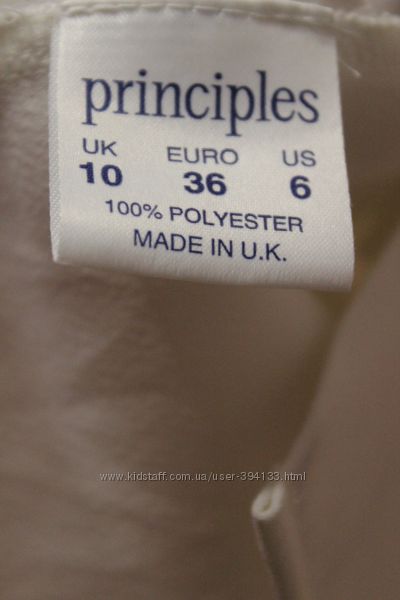 principles
UK EURO US
10 36 6
100% POLYESTER
MADE IN U.K.
www.kidstaff.com.ua/user-394133.html